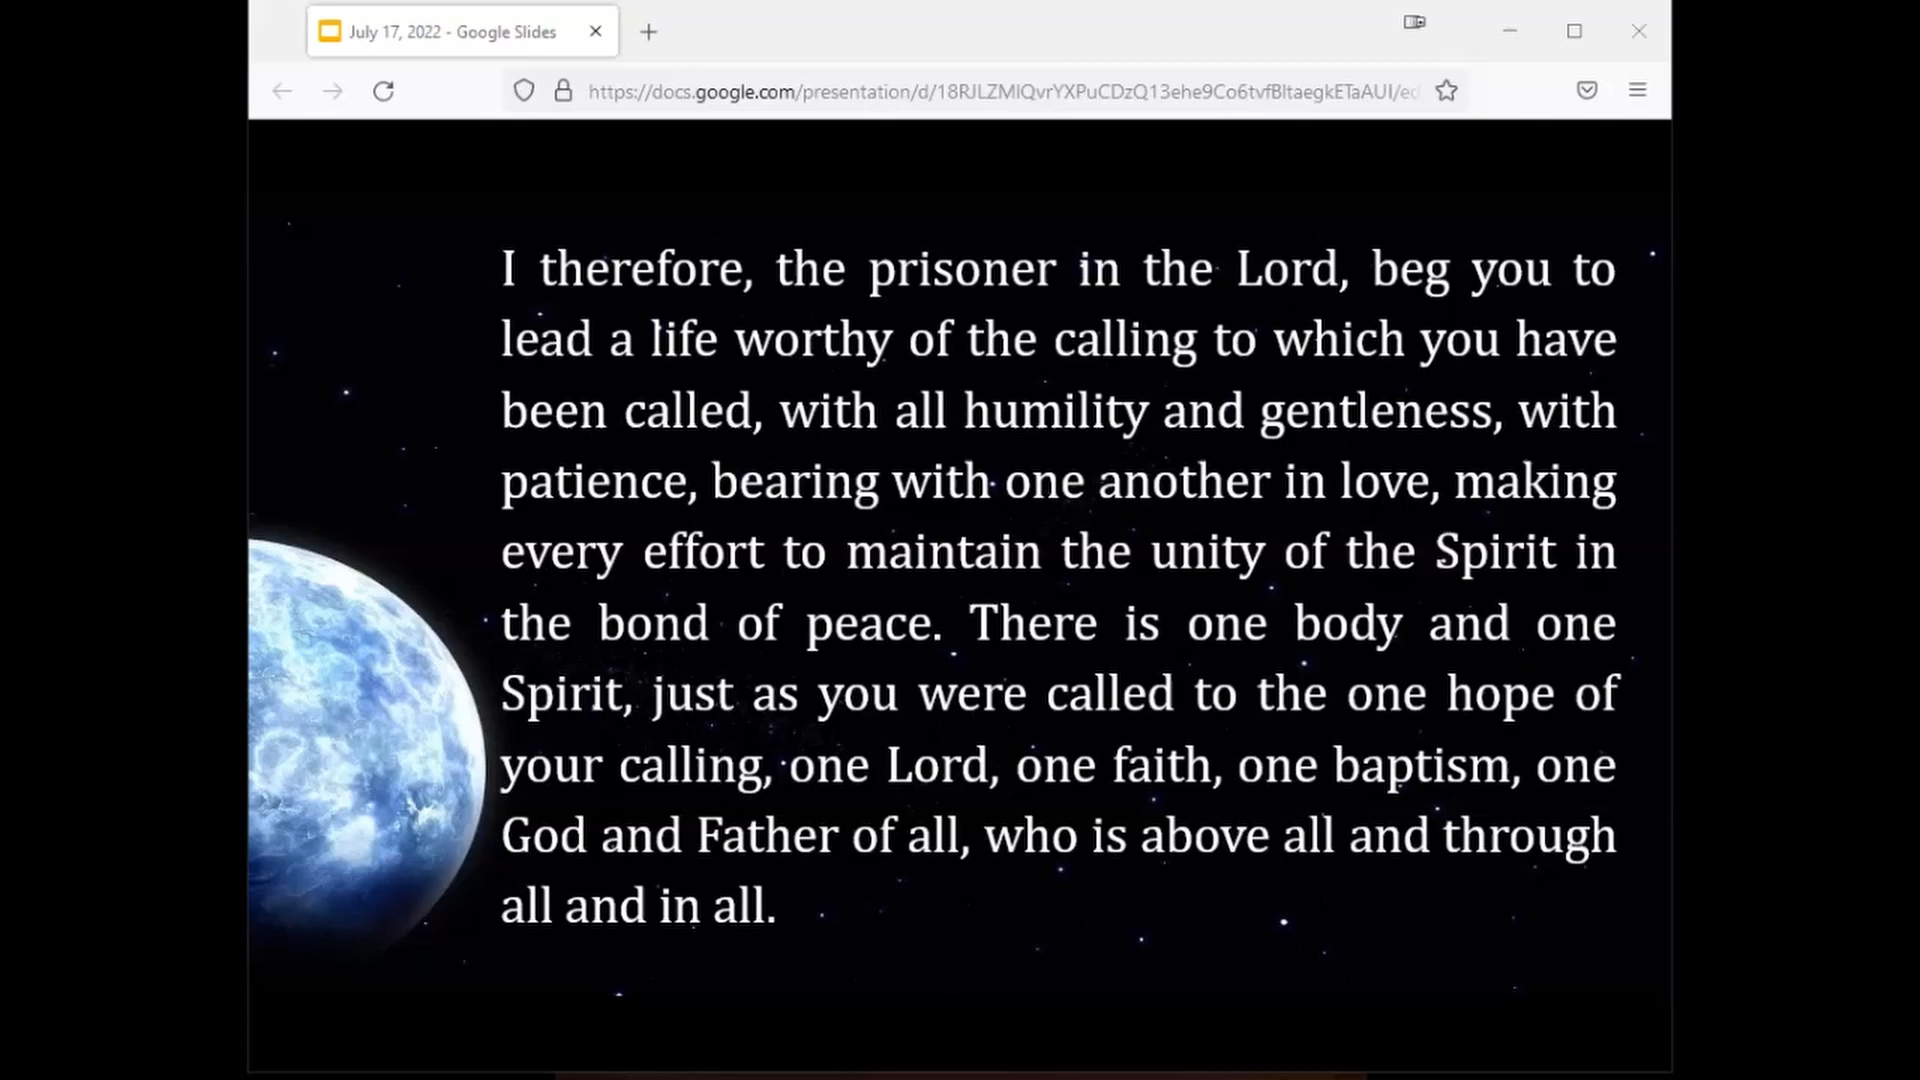 July 17, 2022 - Google Slides
https://docs.google.com/presentation/d/18RJLZMIQvrYXPuCDzQ13ehe9Co6tvfBltaegkETaAUI/ed
I therefore, the prisoner in the Lord, beg you to
lead a life worthy of the calling to which you have
been called, with all humility and gentleness, with
patience, bearing with one another in love, making
every effort to maintain the unity of the Spirit in
the bond of peace. There is one body and one
Spirit, just as you were called to the one hope of
your calling, one Lord, one faith, one baptism, one
God and Father of all, who is above all and through
all and in all.